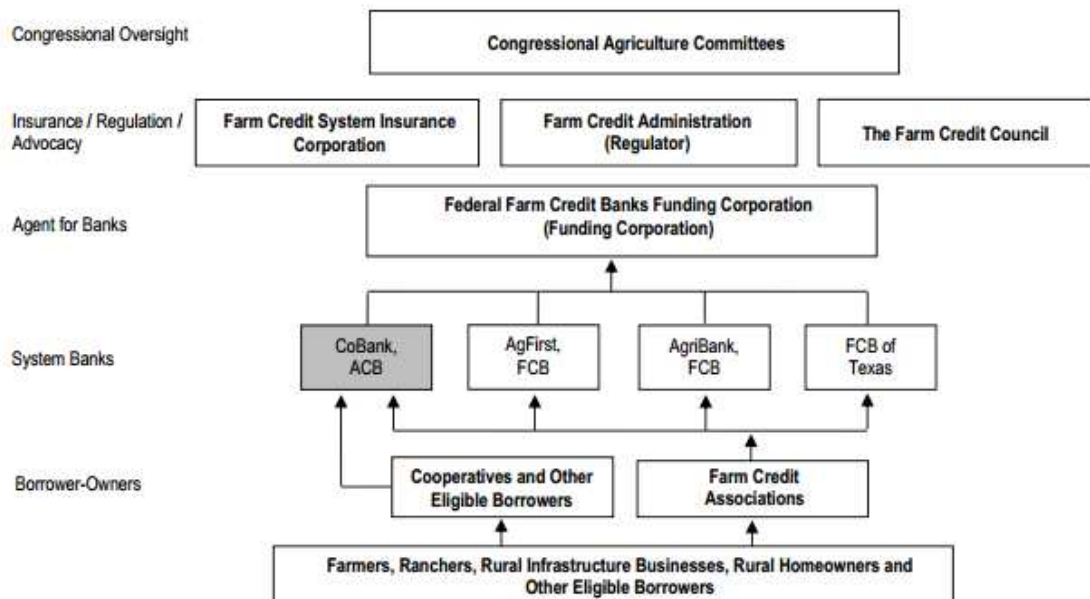 Congressional Oversight
Congressional Agriculture Committees
Insurance / Regulation /
Advocacy
Farm Credit System Insurance
Corporation
Farm Credit Administration
(Regulator)
The Farm Credit Council
Agent for Banks
Federal Farm Credit Banks Funding Corporation
(Funding Corporation)
System Banks
CoBank,
ACB
AgFirst,
FCB
AgriBank,
FCB
FCB of
Texas
Borrower-Owners
Cooperatives and Other
Eligible Borrowers
Farm Credit
Associations
Farmers, Ranchers, Rural Infrastructure Businesses, Rural Homeowners and
Other Eligible Borrowers